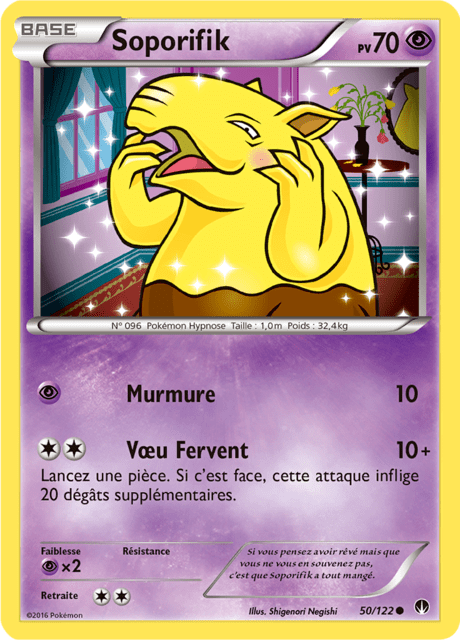 BASE
Soporifik
PV70
N° 096 Pokémon Hypnose Taille : 1,0m Poids : 32,4kg
Murmure 10
Vœu Fervent 10+
Lancez une pièce. Si c'est face, cette attaque inflige
20 dégâts supplémentaires.
Faiblesse Résistance
×2
Retraite
Si vous pensez avoir rêvé mais que
vous ne vous en souvenez pas,
c'est que Soporifik a tout mangé.
©2016 Pokémon
Illus. Shigenori Negishi 50/122